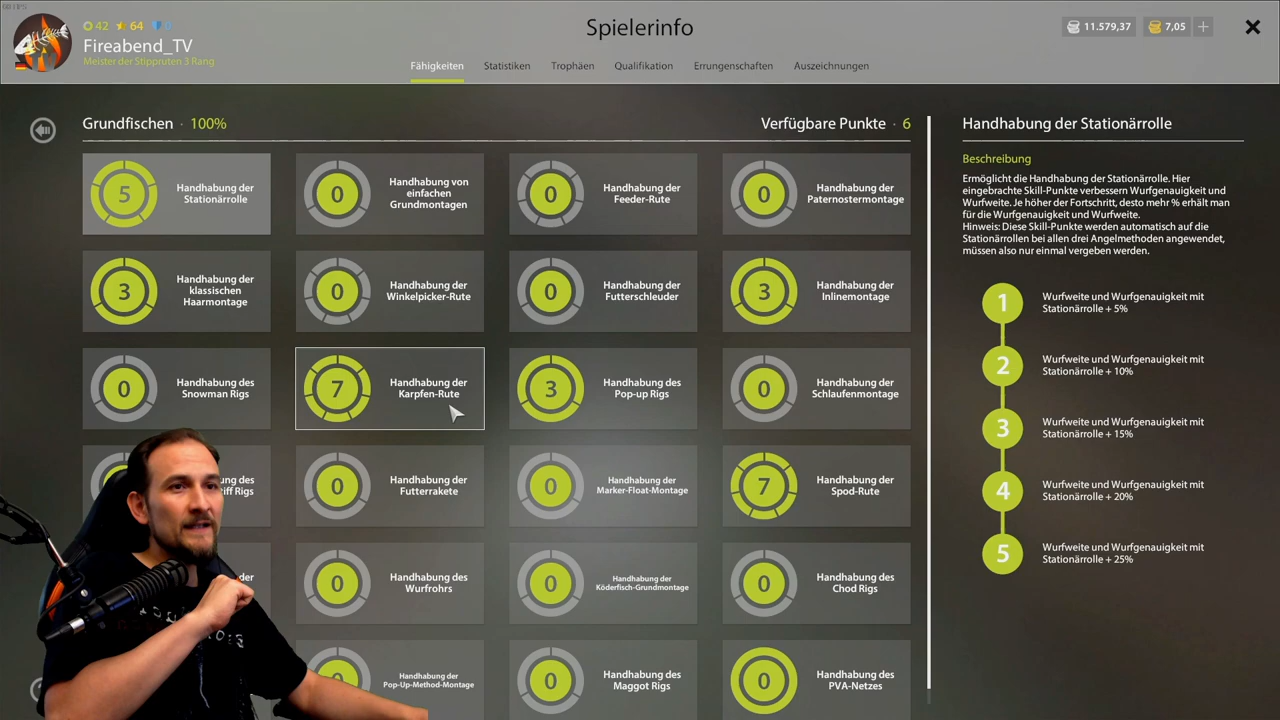 60 FPS
42
64
0
Fireabend_TV
Meister der Stippruten 3 Rang
Spielerinfo
11.579,37
7,05
Fähigkeiten
Statistiken
Trophäen
Qualifikation
Errungenschaften
Auszeichnungen
Grundfischen · 100%
Verfügbare Punkte · 6
5
Handhabung der
Stationärrolle
0
Handhabung von
einfachen
Grundmontagen
0
Handhabung der
Feeder-Rute
0
Handhabung der
Paternostermontage
3
Handhabung der
klassischen
Haarmontage
0
Handhabung der
Winkelpicker-Rute
0
Handhabung der
Futterschleuder
3
Handhabung der
Inlinemontage
0
Handhabung des
Snowman Rigs
7
Handhabung der
Karpfen-Rute
3
Handhabung des
Pop-up Rigs
0
Handhabung der
Schlaufenmontage
ng des
iff Rigs
0
Handhabung der
Futterrakete
0
Handhabung der
Marker-Float-Montage
7
Handhabung der
Spod-Rute
der
0
Handhabung des
Wurfrohrs
0
Handhabung der
Köderfisch-Grundmontage
0
Handhabung des
Chod Rigs
Handhabung der
Pop-Up-Method-Montage
0
Handhabung des
Maggot Rigs
0
Handhabung des
PVA-Netzes
Handhabung der Stationärrolle
Beschreibung
Ermöglicht die Handhabung der Stationärrolle. Hier
eingebrachte Skill-Punkte verbessern Wurfgenauigkeit und
Wurfweite. Je höher der Fortschritt, desto mehr % erhält man
für die Wurfgenauigkeit und Wurfweite.
Hinweis: Diese Skill-Punkte werden automatisch auf die
Stationärrollen bei allen drei Angelmethoden angewendet,
müssen also nur einmal vergeben werden.
1
Wurfweite und Wurfgenauigkeit mit
Stationärrolle + 5%
2
Wurfweite und Wurfgenauigkeit mit
Stationärrolle + 10%
3
Wurfweite und Wurfgenauigkeit mit
Stationärrolle + 15%
4
Wurfweite und Wurfgenauigkeit mit
Stationärrolle + 20%
5
Wurfweite und Wurfgenauigkeit mit
Stationärrolle + 25%